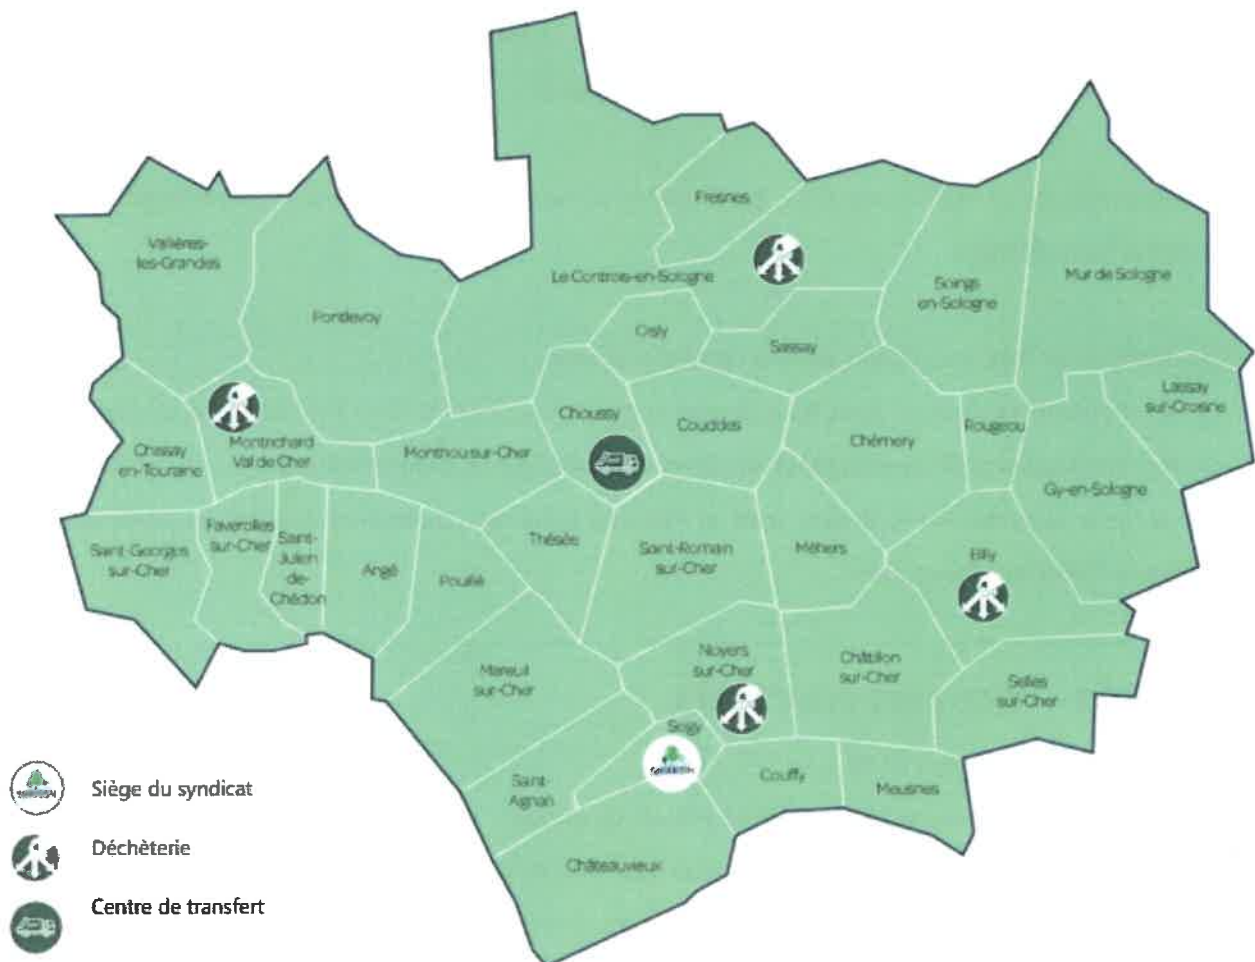 Fresnes
Vallières-
les-Grandes
Le Controis-en-Sologne
Soings
en-Sologne
Mur de Sologne
Pontlevoy
Oisly
Sassay
Lassay
sur-Croisne
Choussy
Couddes
Chémery
Rougeou
Montrichard
Val de Cher
Monthou sur-Cher
Chissay
en-Touraine
Gy-en-Sologne
Faverolles
sur-Cher
Saint-
Julien
de-
Chédon
Saint-Georges
sur-Cher
Angé
Pouillé
Thésée
Saint-Romain
sur-Cher
Méhers
Billy
Noyers
sur-Cher
Châtillon
sur-Cher
Mareuil
sur-Cher
Selles
sur-Cher
Seigy
Saint-
Agnan
Couffy
Meusnes
Châteauvieux
Siège du syndicat
Déchèterie
Centre de transfert